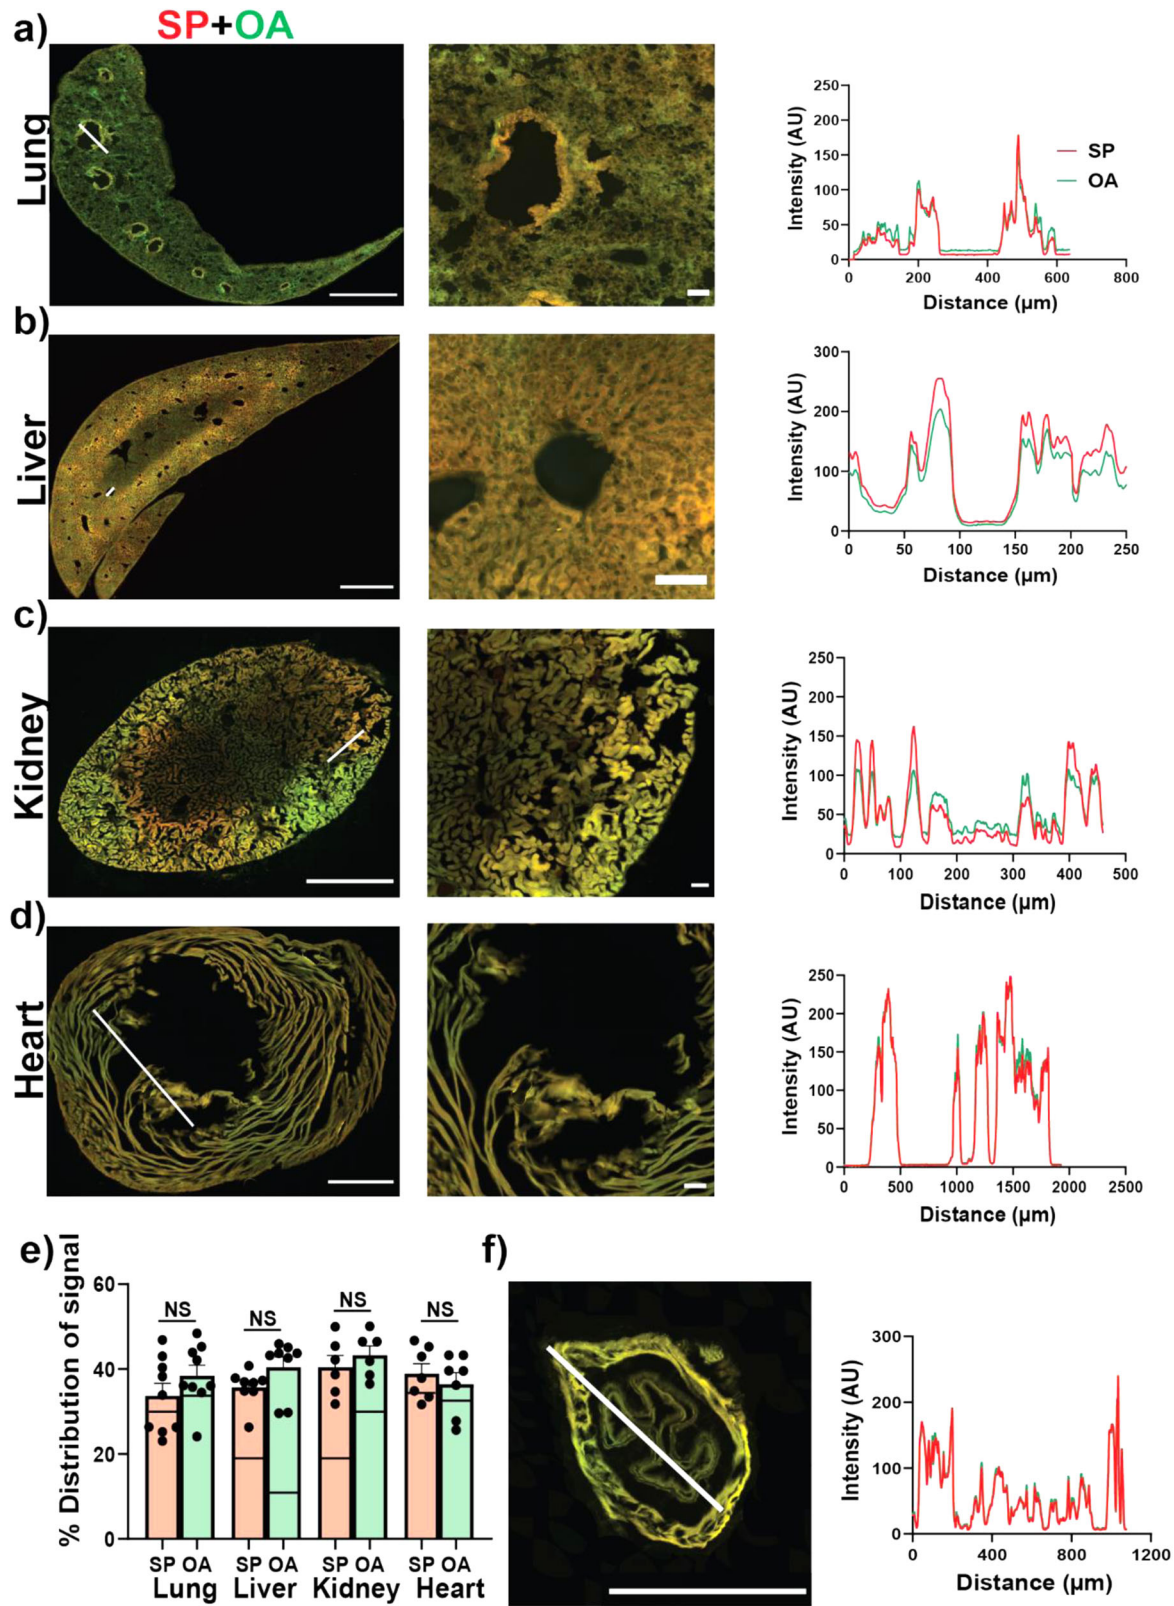 SP+OA
a)
Lung
250
200
150
100
50
0
Intensity (AU)
SP
OA
0 200 400 600 800
Distance (µm)
b)
Liver
300
200
100
0
Intensity (AU)
0 50 100 150 200 250
Distance (µm)
c)
Kidney
250
200
150
100
50
0
Intensity (AU)
0 100 200 300 400 500
Distance (µm)
d)
Heart
250
200
150
100
50
0
Intensity (AU)
0 500 1000 1500 2000 2500
Distance (µm)
e)
% Distribution of signal
60
40
20
0
NS NS NS NS
SP OA SP OA SP OA SP OA
Lung Liver Kidney Heart
f)
300
200
100
0
Intensity (AU)
0 400 800 1200
Distance (µm)